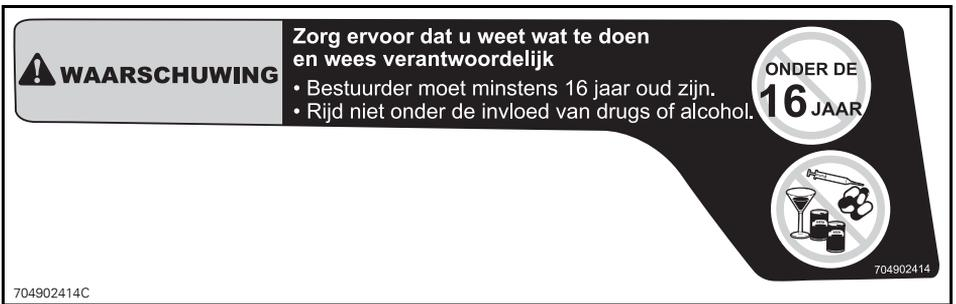 WAARSCHUWING
Zorg ervoor dat u weet wat te doen
en wees verantwoordelijk
• Bestuurder moet minstens 16 jaar oud zijn.
• Rijd niet onder de invloed van drugs of alcohol.
ONDER DE
16 JAAR
704902414
704902414C